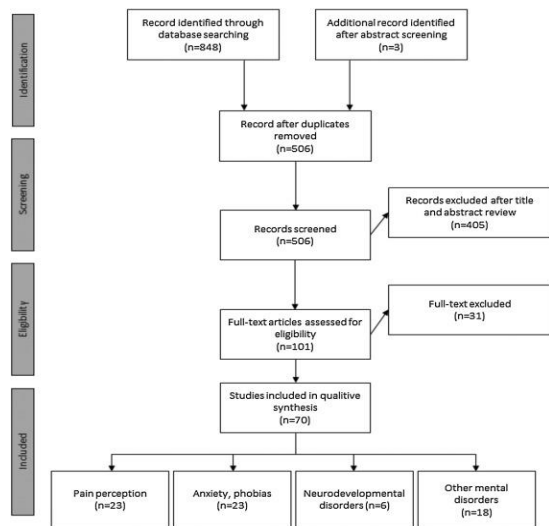 Identification
Record identified through
database searching
(n=848)
Additional record identified
after abstract screening
(n=3)
Record after duplicates
removed
(n=506)
Screening
Records screened
(n=506)
Records excluded after title
and abstract review
(n=405)
Eligibility
Full-text articles assessed for
eligibility
(n=101)
Full-text excluded
(n=31)
Included
Studies included in qualitive
synthesis
(n=70)
Pain perception
(n=23)
Anxiety, phobias
(n=23)
Neurodevelopmental
disorders (n=6)
Other mental
disorders
(n=18)